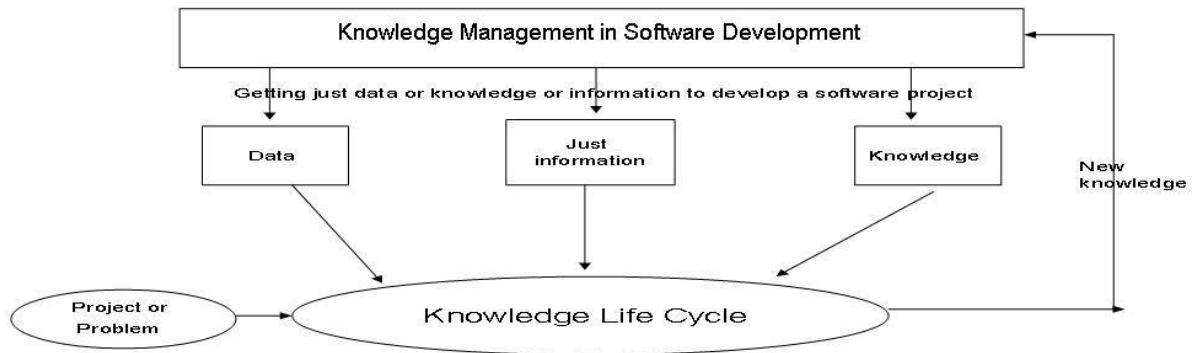 Knowledge Management in Software Development
Getting just data or knowledge or information to develop a software project
Data
Just
information
Knowledge
New
knowledge
Project or
Problem
Knowledge Life Cycle